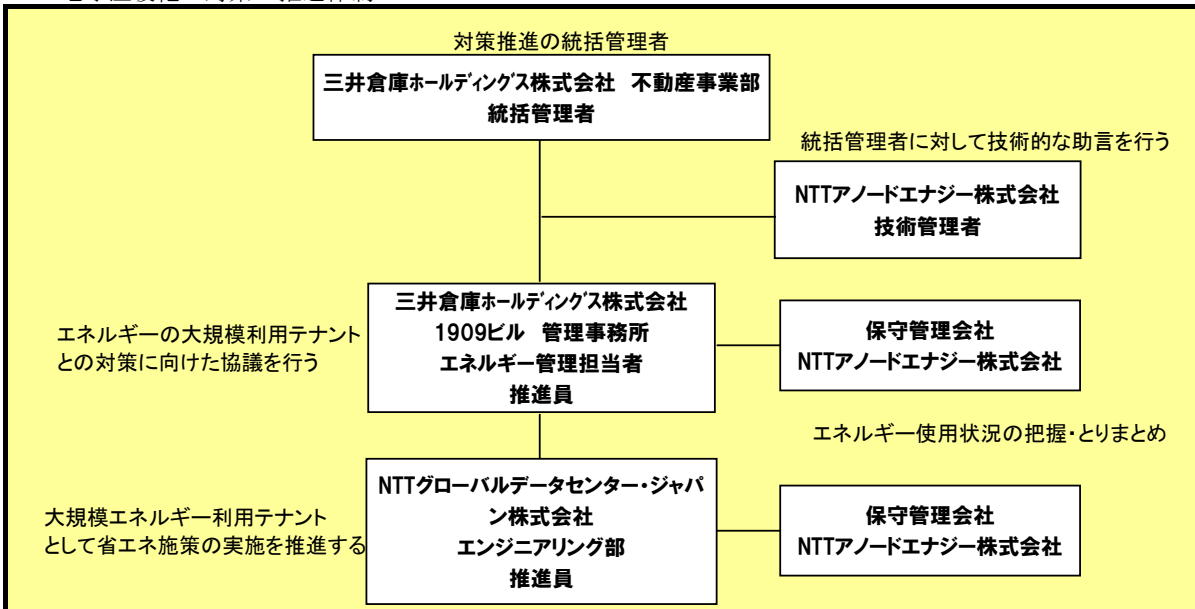 対策推進の統括管理者
三井倉庫ﾎｰﾙﾃﾞｨﾝｸﾞｽ株式会社　不動産事業部
統括管理者
統括管理者に対して技術的な助言を行う
NTTアノードエナジー株式会社
技術管理者
三井倉庫ﾎｰﾙﾃﾞｨﾝｸﾞｽ株式会社
1909ビル　管理事務所
エネルギー管理担当者
推進員
エネルギーの大規模利用テナント
との対策に向けた協議を行う
保守管理会社
NTTアノードエナジー株式会社
エネルギー使用状況の把握・とりまとめ
NTTグローバルデータセンター・ジャパ
ン株式会社
エンジニアリング部
推進員
大規模エネルギー利用テナント
として省エネ施策の実施を推進する
保守管理会社
NTTアノードエナジー株式会社